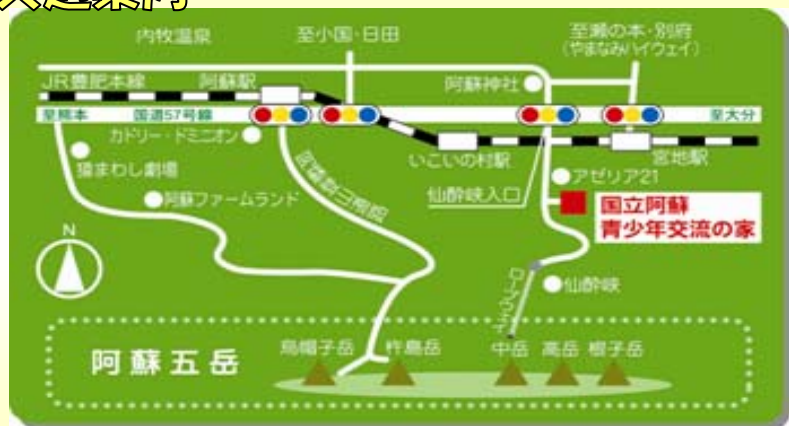 交通案内
内牧温泉
至小国・日田
至瀬の本・別府
(やまなみハイウェイ)
JR豊肥本線
阿蘇駅
阿蘇神社
至熊本
国道57号線
至大分
カドリー・ドミニオン
いこいの村駅
宮地駅
猿まわし劇場
アゼリア21
阿蘇ファームランド
仙酔峡入口
国立阿蘇
青少年交流の家
N
仙酔峡
ロープウェイ
阿蘇五岳
烏帽子岳
杵島岳
中岳
高岳
根子岳